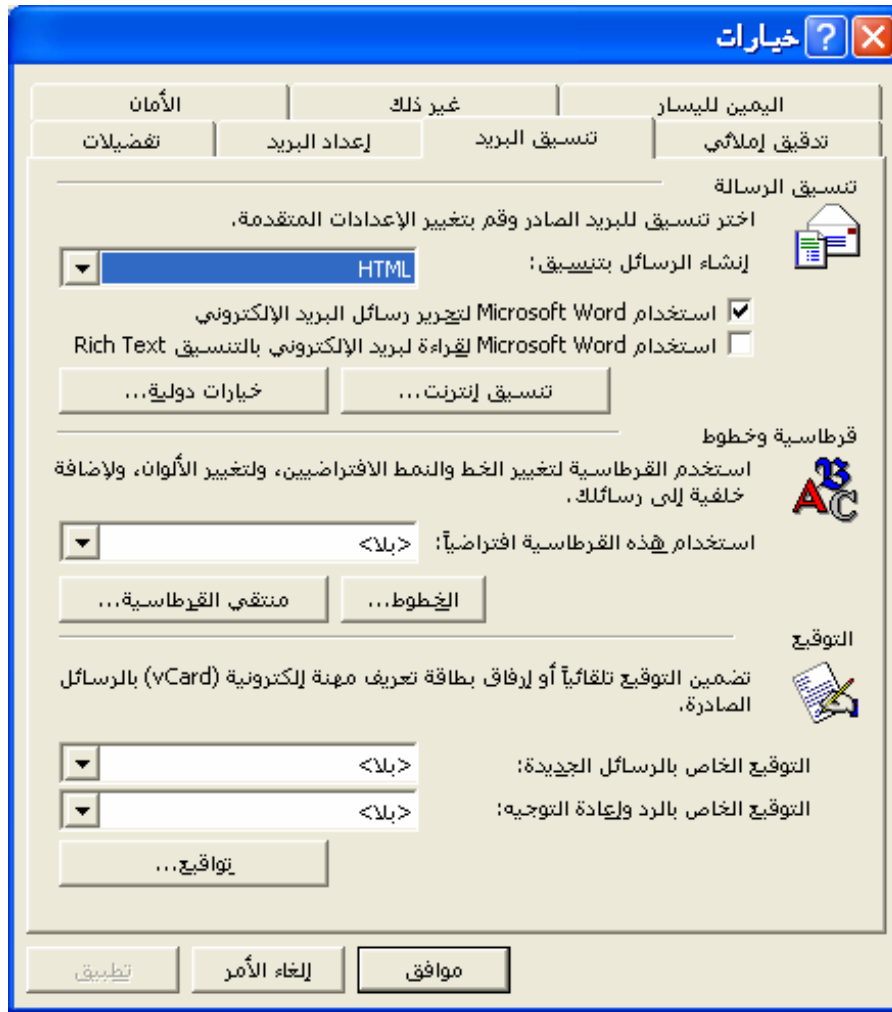 خيارات
اليمين لليسار
غير ذلك
الأمان
تدقيق إملائي
تنسيق البريد
إعداد البريد
تفضيلات
تنسيق الرسالة
اختر تنسيق للبريد الصادر وقم بتغيير الإعدادات المتقدمة.
إنشاء الرسائل بتنسيق: HTML
استخدام Microsoft Word لتحرير رسائل البريد الإلكتروني
استخدام Microsoft Word لقراءة لبريد الإلكتروني بالتنسيق Rich Text
تنسيق إنترنت...
خيارات دولية...
قرطاسية وخطوط
استخدم القرطاسية لتغيير الخط والنمط الافتراضيين، ولتغيير الألوان، ولإضافة
خلفية إلى رسائلك.
استخدام هذه القرطاسية افتراضياً: <بلا>
الخطوط...
منتقي القرطاسية...
التوقيع
تضمين التوقيع تلقائياً أو إرفاق بطاقة تعريف مهنة إلكترونية (vCard) بالرسائل
الصادرة.
التوقيع الخاص بالرسائل الجديدة: <بلا>
التوقيع الخاص بالرد وإعادة التوجيه: <بلا>
تواقيع...
موافق
إلغاء الأمر
تطبيق